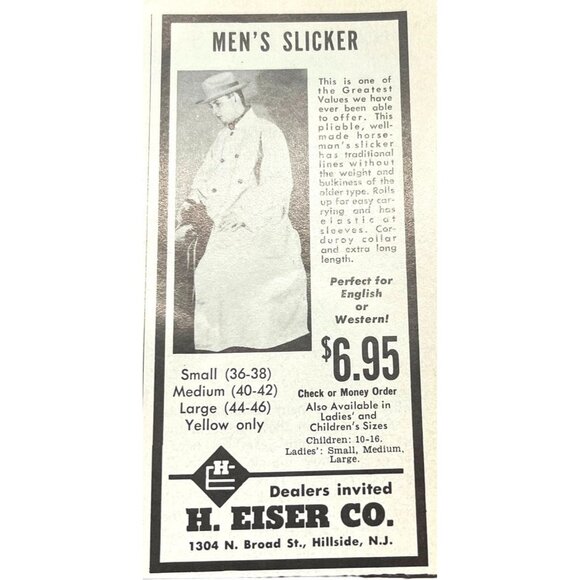 MEN'S SLICKER
This is one of
the Greatest
Values we have
ever been able
to offer. This
pliable, well-
made horse-
man's slicker
has traditional
lines without
the weight and
bulkiness of the
older type. Rolls
up for easy car-
rying and has
elastic at
sleeves. Cor-
duroy collar
and extra long
length.
Perfect for
English
or
Western!
$6.95
Check or Money Order
Also Available in
Ladies' and
Children's Sizes
Children: 10-16.
Ladies': Small, Medium,
Large.
Small (36-38)
Medium (40-42)
Large (44-46)
Yellow only
H
E
Dealers invited
H. EISER CO.
1304 N. Broad St., Hillside, N.J.